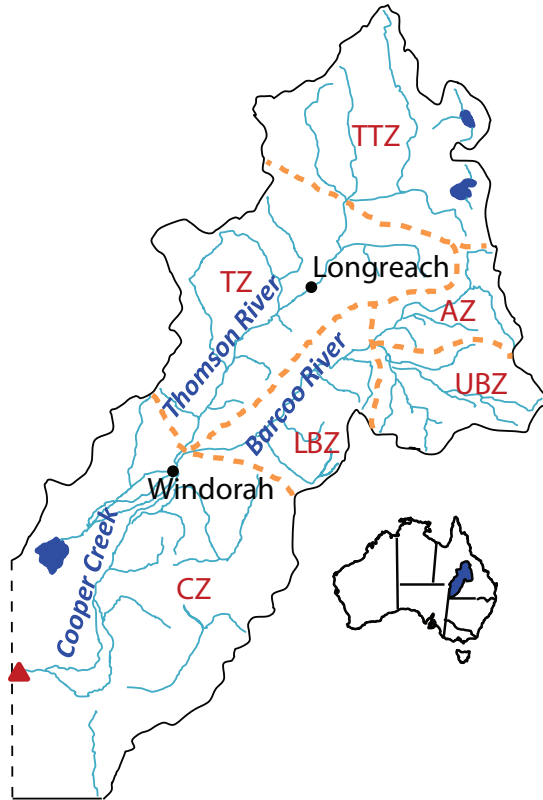 TTZ
Longreach
TZ
AZ
Thomson River
Barcoo River
UBZ
LBZ
Windorah
Cooper Creek
CZ